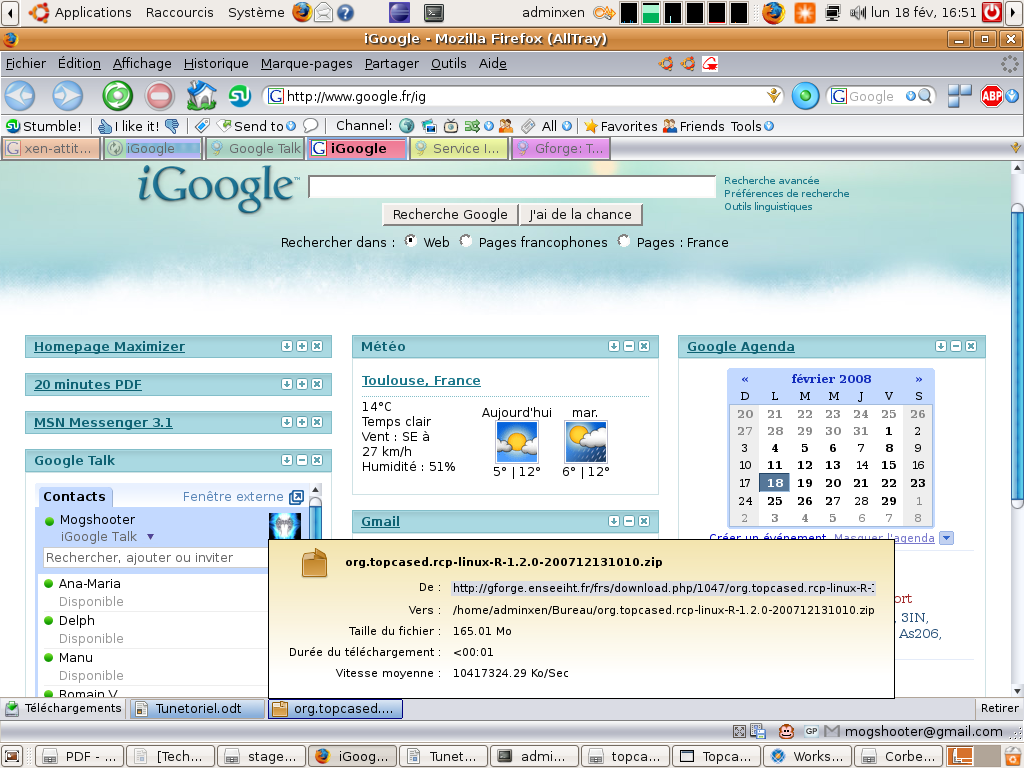 Applications Raccourcis Système adminxen lun 18 fév, 16:51
iGoogle - Mozilla Firefox (AllTray)
Fichier Édition Affichage Historique Marque-pages Partager Outils Aide
G http://www.google.fr/ig G Google ABP
Stumble! I like it! Send to Channel: All Favorites Friends Tools
xen-attit... iGoogle Google Talk iGoogle Service I... Gforge: T...
iGoogle™
Recherche avancée
Préférences de recherche
Outils linguistiques
Recherche Google J'ai de la chance
Rechercher dans : Web Pages francophones Pages : France
Homepage Maximizer
20 minutes PDF
MSN Messenger 3.1
Google Talk
Contacts Fenêtre externe
Mogshooter
iGoogle Talk
Rechercher, ajouter ou inviter
Ana-Maria
Disponible
Delph
Disponible
Manu
Disponible
Romain V
Météo
Toulouse, France
14°C
Temps clair
Vent : SE à
27 km/h
Humidité : 51%
Aujourd'hui mar.
5° | 12° 6° | 12°
Gmail
Google Agenda
« février 2008 »
D L M M J V S
20 21 22 23 24 25 26
27 28 29 30 31 1 2
3 4 5 6 7 8 9
10 11 12 13 14 15 16
17 18 19 20 21 22 23
24 25 26 27 28 29 1
2 3 4 5 6 7 8
Créer un événement Masquer l'agenda
ort
, 3IN,
As206,
org.topcased.rcp-linux-R-1.2.0-200712131010.zip
De : http://gforge.enseeiht.fr/frs/download.php/1047/org.topcased.rcp-linux-R-1
Vers : /home/adminxen/Bureau/org.topcased.rcp-linux-R-1.2.0-200712131010.zip
Taille du fichier : 165.01 Mo
Durée du téléchargement : <00:01
Vitesse moyenne : 10417324.29 Ko/Sec
Téléchargements Tunetoriel.odt org.topcased.... Retirer
GP mogshooter@gmail.com
PDF - ... [Tech... stage... iGoog... Tunet... admi... topca... Topca... Works... Corbe...